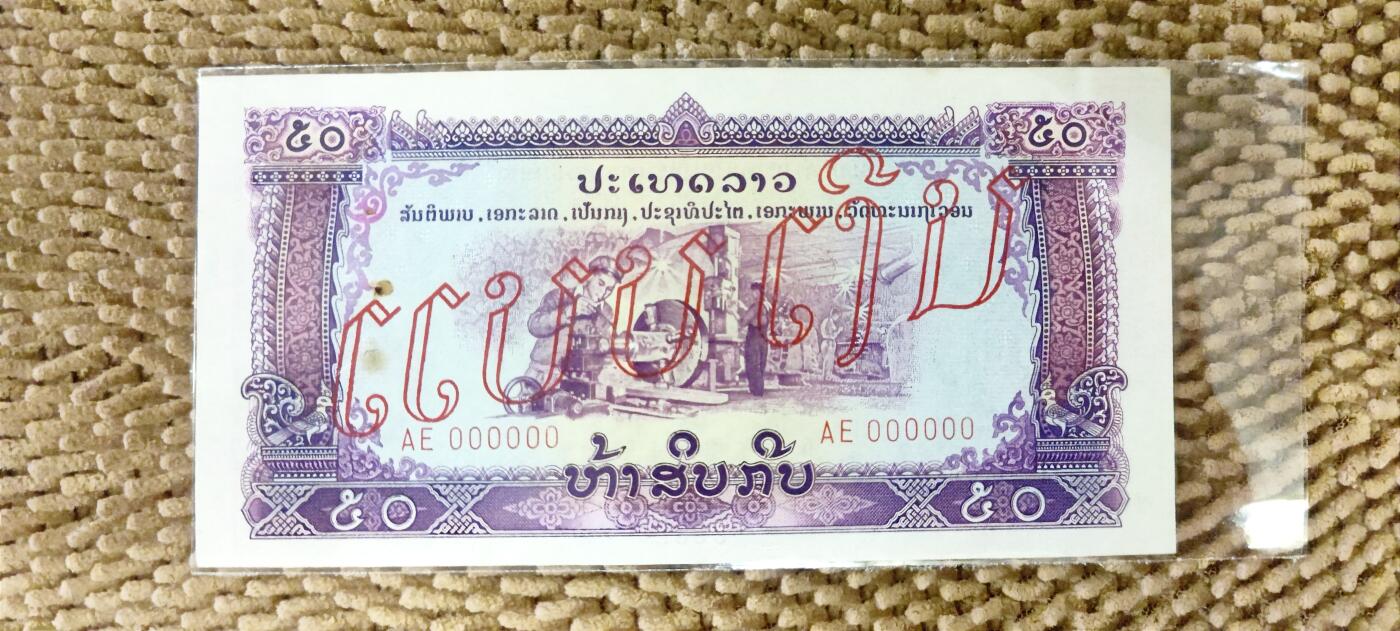 ໕໐ ໕໐
ປະເທດລາວ
ສັນຕິພາບ.ເອກະລາດ.ເປັນກາງ.ປະຊາທິປະໄຕ.ເອກະພາບ.ວັດທະນາຖາວອນ
ແບບເງິນ
AE 000000 AE 000000
ຫ້າສິບກີບ
໕໐ ໕໐